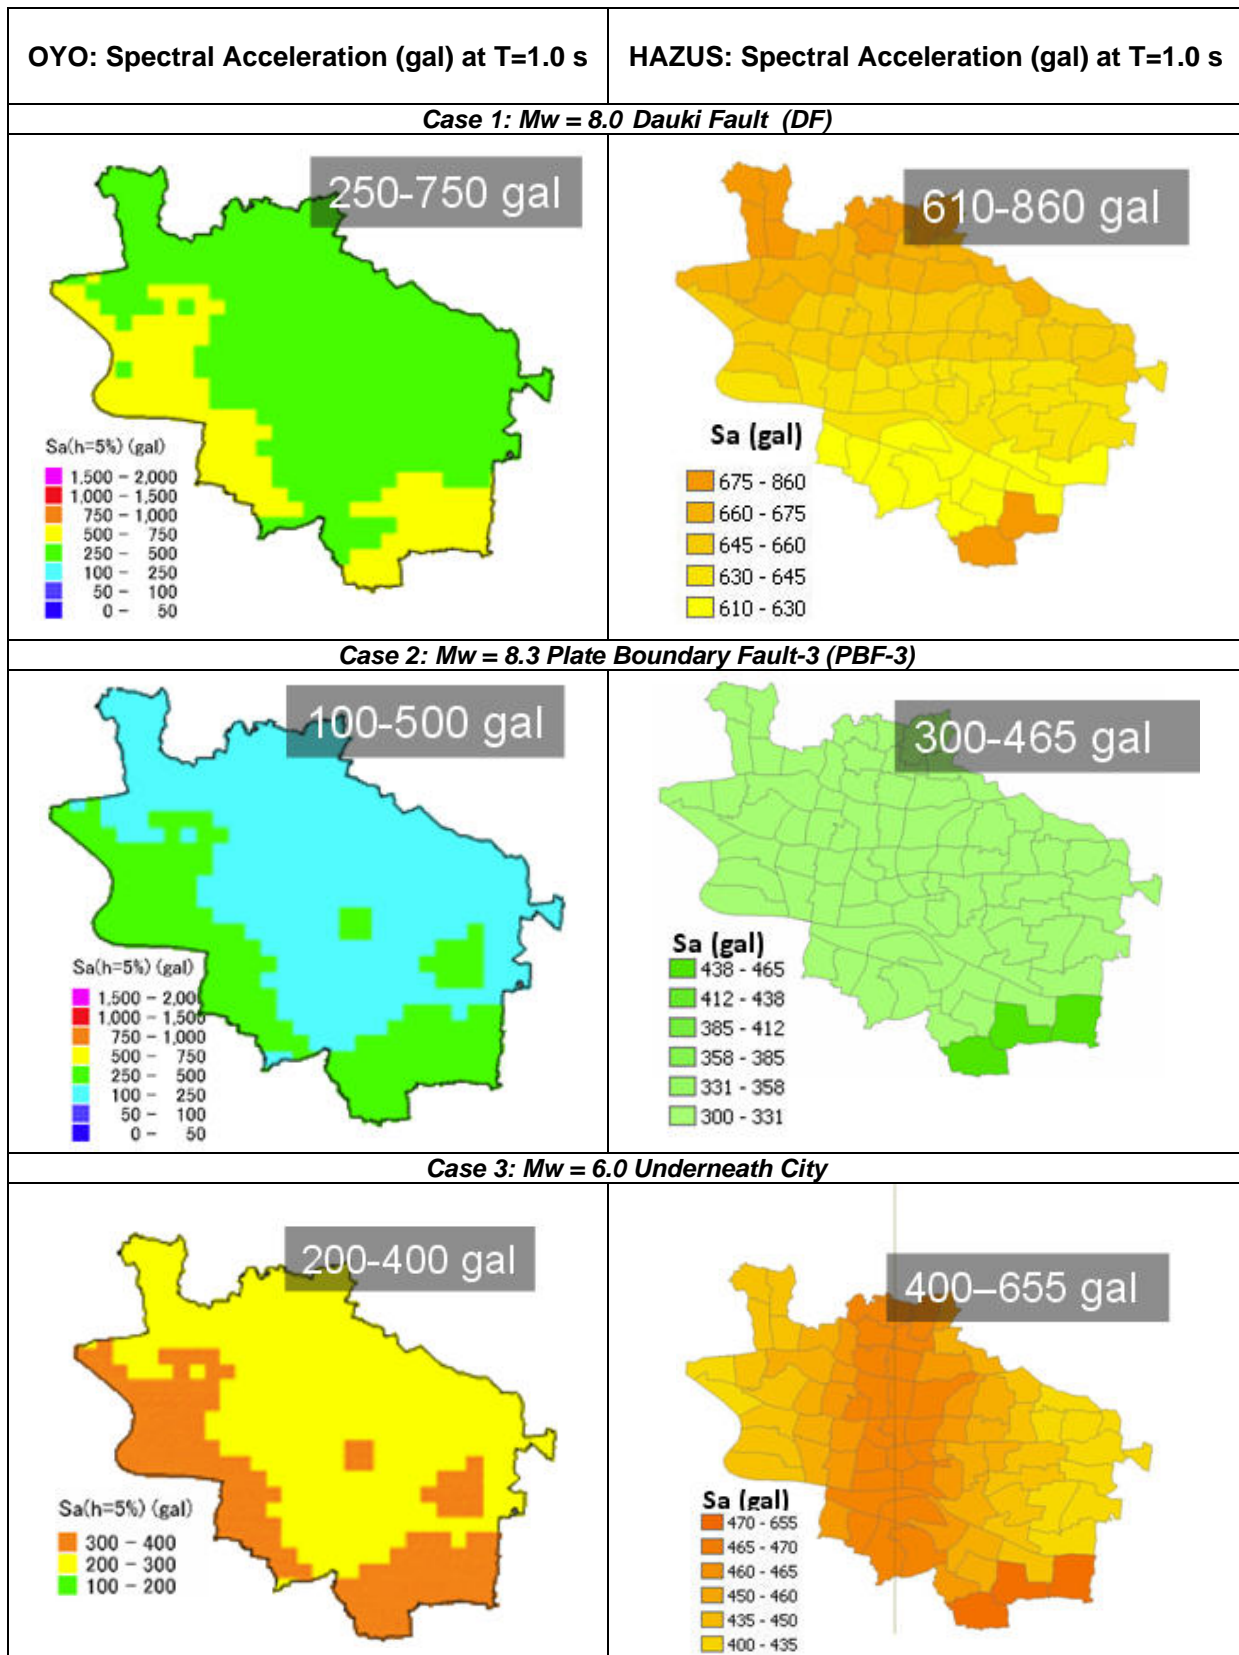 OYO: Spectral Acceleration (gal) at T=1.0 s
HAZUS: Spectral Acceleration (gal) at T=1.0 s
Case 1: Mw = 8.0 Dauki Fault (DF)
250-750 gal
Sa(h=5%) (gal)
1,500 – 2,000
1,000 – 1,500
750 – 1,000
500 – 750
250 – 500
100 – 250
50 – 100
0 – 50
610-860 gal
Sa (gal)
675 - 860
660 - 675
645 - 660
630 - 645
610 - 630
Case 2: Mw = 8.3 Plate Boundary Fault-3 (PBF-3)
100-500 gal
Sa(h=5%) (gal)
1,500 – 2,00
1,000 – 1,500
750 – 1,000
500 – 750
250 – 500
100 – 250
50 – 100
0 – 50
300-465 gal
Sa (gal)
438 - 465
412 - 438
385 - 412
358 - 385
331 - 358
300 - 331
Case 3: Mw = 6.0 Underneath City
200-400 gal
Sa(h=5%) (gal)
300 – 400
200 – 300
100 – 200
400–655 gal
Sa (gal)
470 - 655
465 - 470
460 - 465
450 - 460
435 - 450
400 - 435